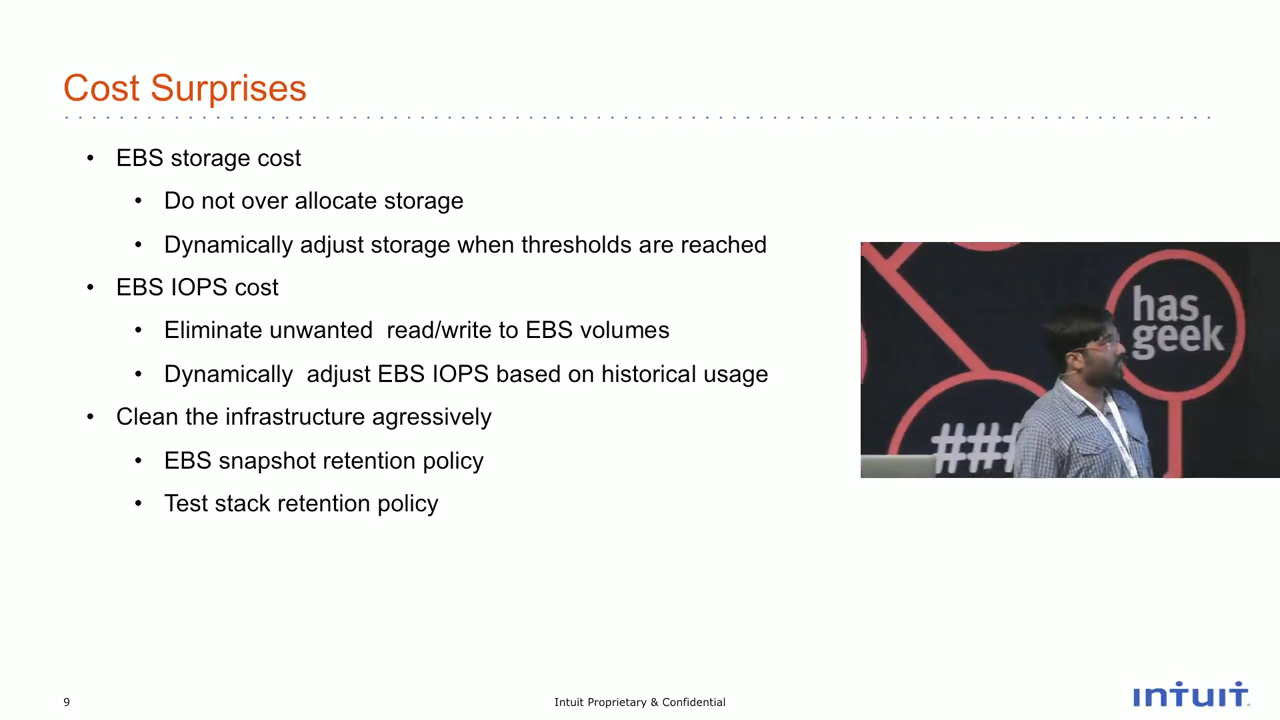 Cost Surprises
• EBS storage cost
• Do not over allocate storage
• Dynamically adjust storage when thresholds are reached
• EBS IOPS cost
• Eliminate unwanted  read/write to EBS volumes
• Dynamically  adjust EBS IOPS based on historical usage
• Clean the infrastructure agressively
• EBS snapshot retention policy
• Test stack retention policy
has
geek
###
9
Intuit Proprietary & Confidential
intuit